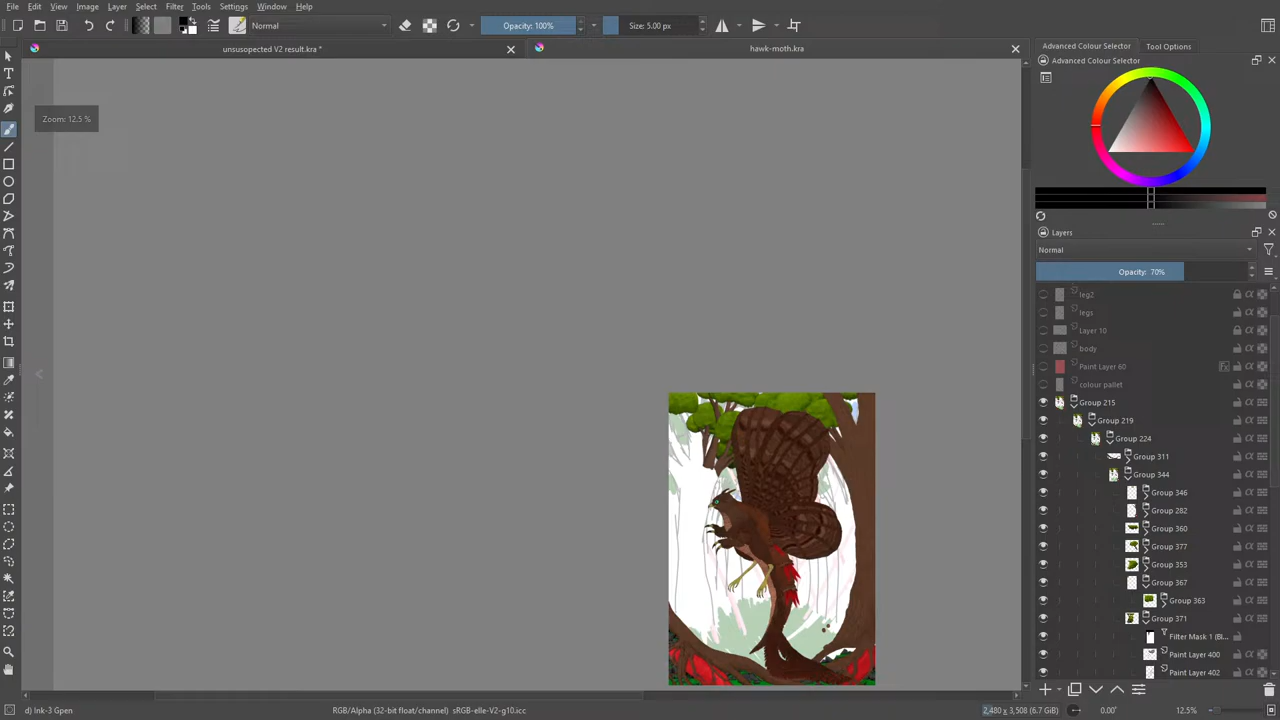 File Edit View Image Layer Select Filter Tools Settings Window Help
Normal Opacity: 100% Size: 5.00 px
unsusopected V2 result.kra * hawk-moth.kra
Advanced Colour Selector Tool Options
Advanced Colour Selector
Zoom: 12.5 %
Layers
Normal
Opacity: 70%
leg2
legs
Layer 10
body
Paint Layer 60
colour pallet
Group 215
Group 219
Group 224
Group 311
Group 344
Group 346
Group 282
Group 360
Group 377
Group 353
Group 367
Group 363
Group 371
Filter Mask 1 (Bl...
Paint Layer 400
Paint Layer 402
d) Ink-3 Gpen RGB/Alpha (32-bit float/channel) sRGB-elle-V2-g10.icc 2,480 x 3,508 (6.7 GiB) 0.00° 12.5%